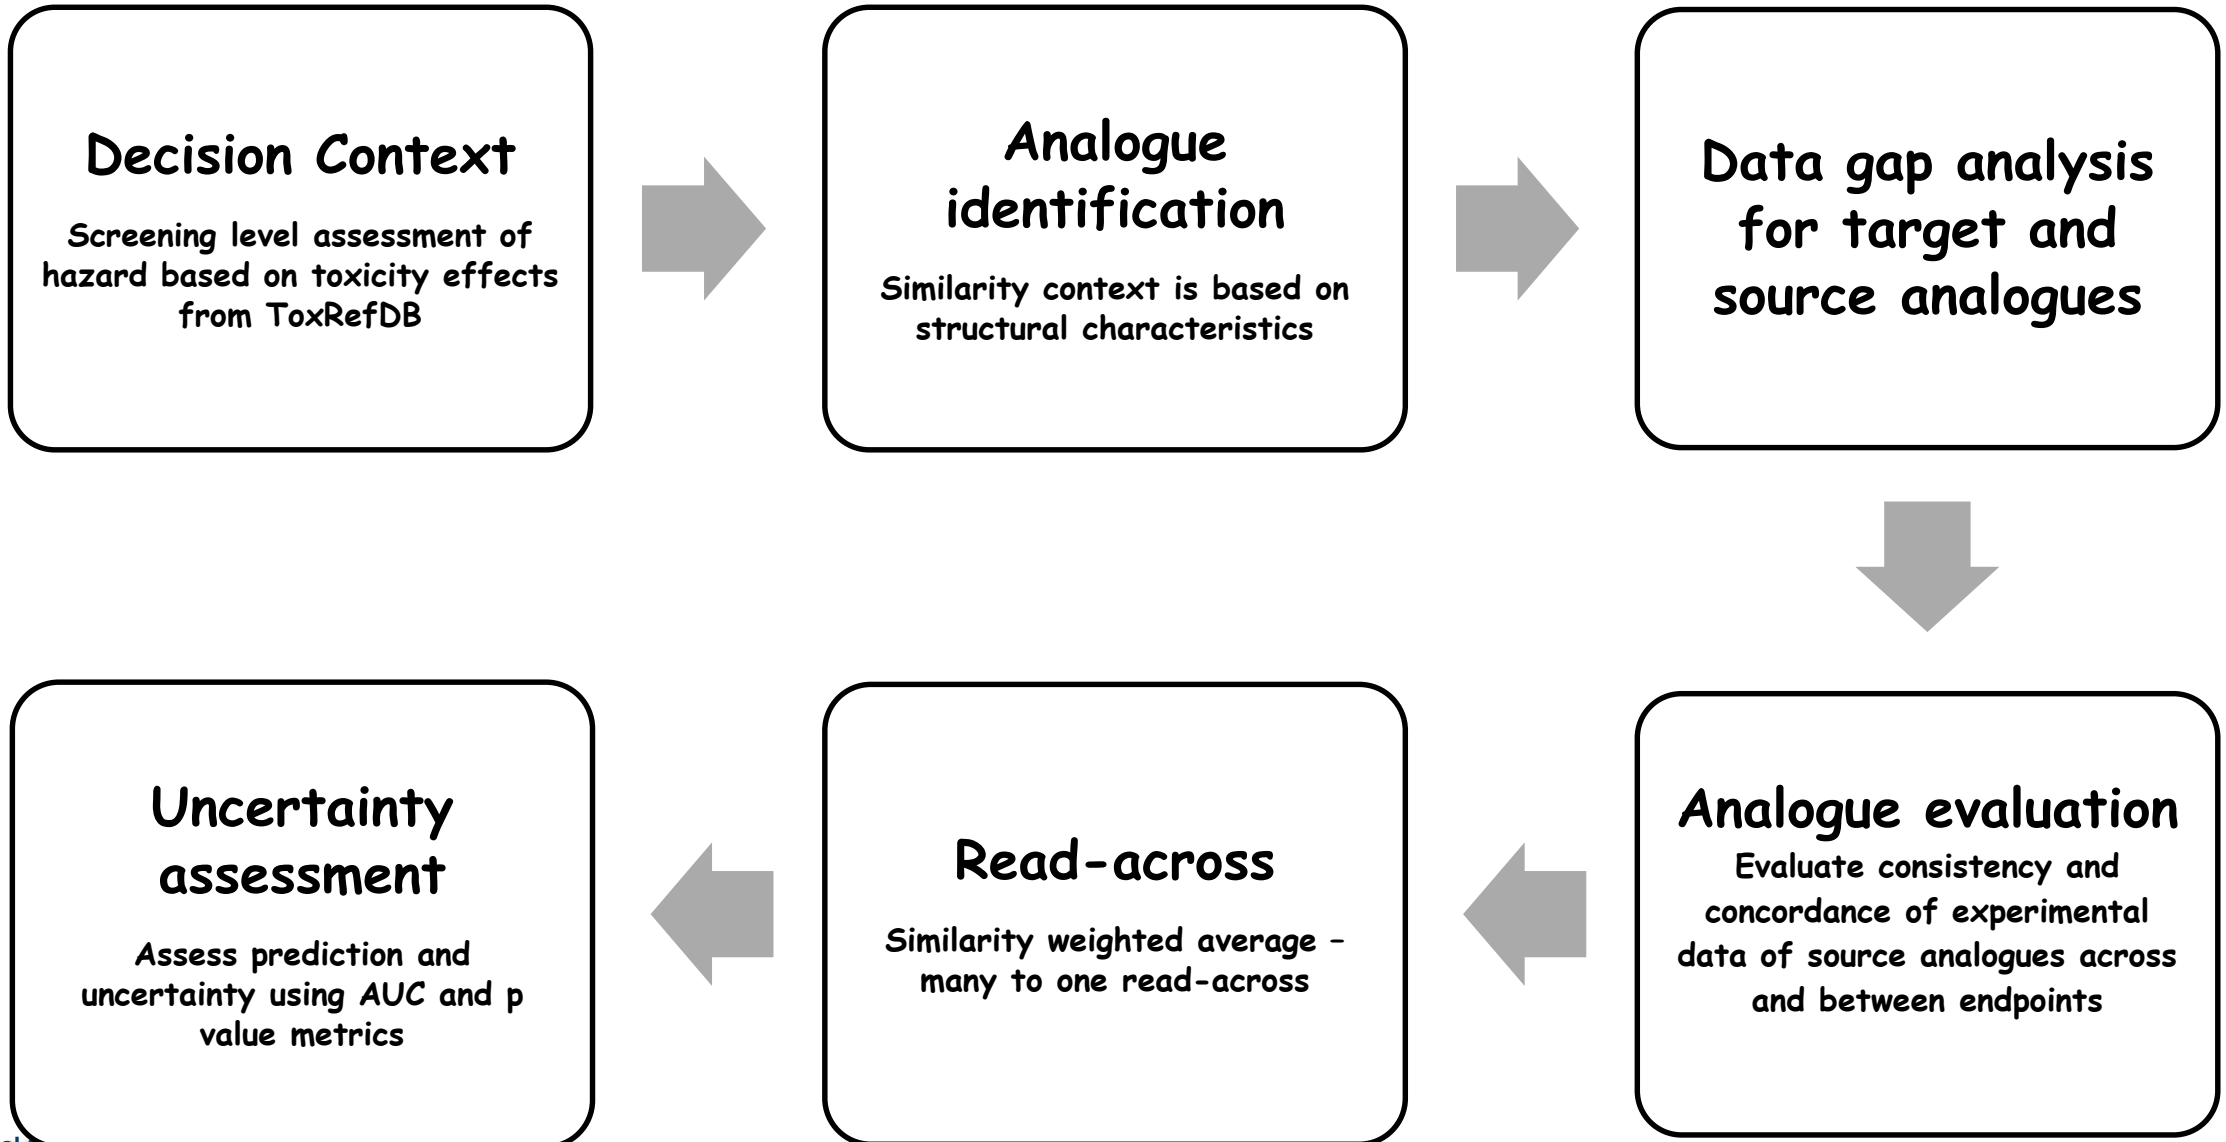 Decision Context
Screening level assessment of
hazard based on toxicity effects
from ToxRefDB
Analogue
identification
Similarity context is based on
structural characteristics
Data gap analysis
for target and
source analogues
Analogue evaluation
Evaluate consistency and
concordance of experimental
data of source analogues across
and between endpoints
Read-across
Similarity weighted average –
many to one read-across
Uncertainty
assessment
Assess prediction and
uncertainty using AUC and p
value metrics